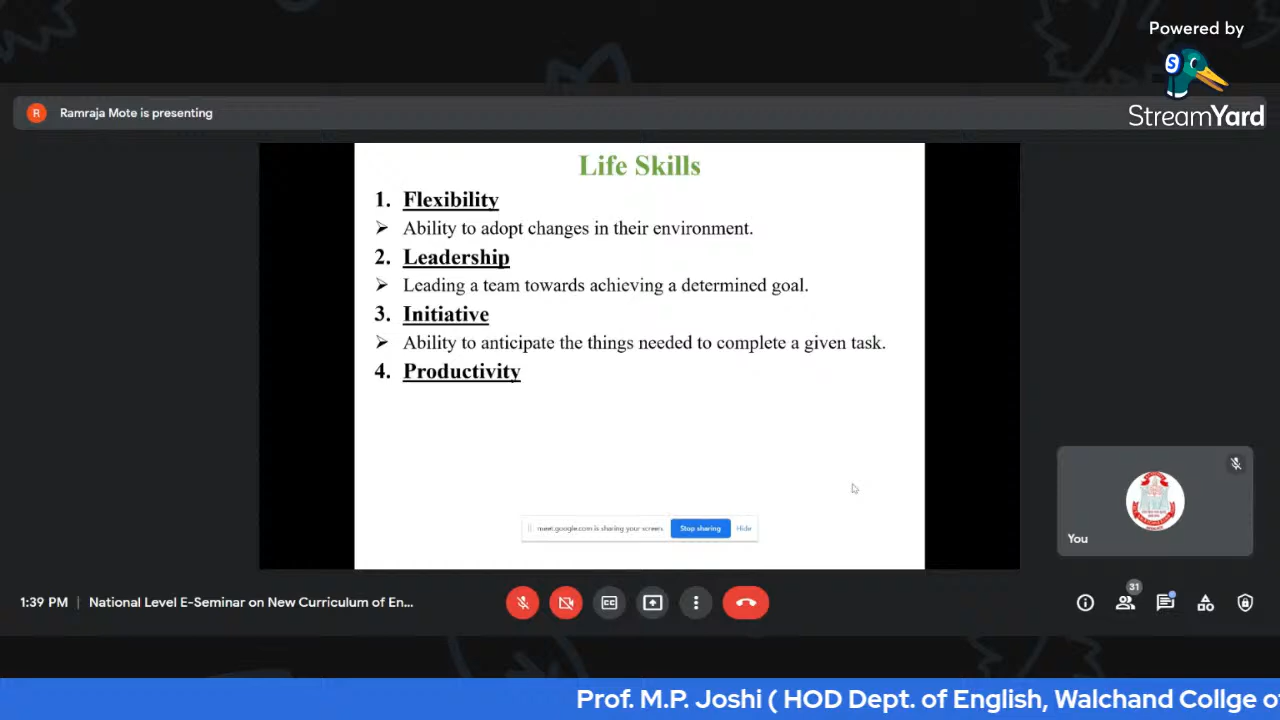 Powered by
StreamYard
R
Ramraja Mote is presenting
Life Skills
1. Flexibility
➢ Ability to adopt changes in their environment.
2. Leadership
➢ Leading a team towards achieving a determined goal.
3. Initiative
➢ Ability to anticipate the things needed to complete a given task.
4. Productivity
meet.google.com is sharing your screen.
Stop sharing
Hide
You
1:39 PM | National Level E-Seminar on New Curriculum of En...
31
Prof. M.P. Joshi ( HOD Dept. of English, Walchand Collge o